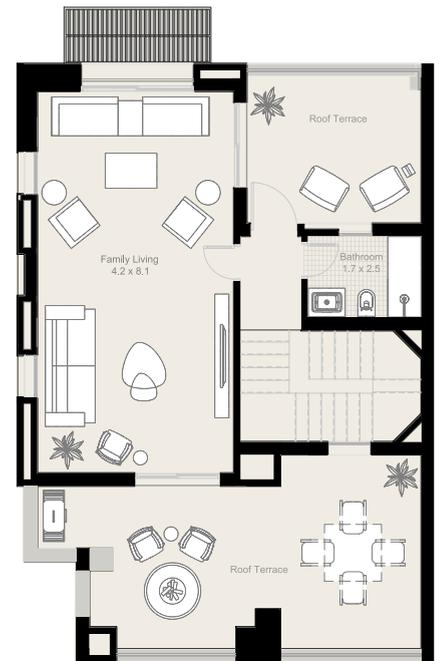 Roof Terrace
Family Living
4.2 x 8.1
Bathroom
1.7 x 2.5
Roof Terrace